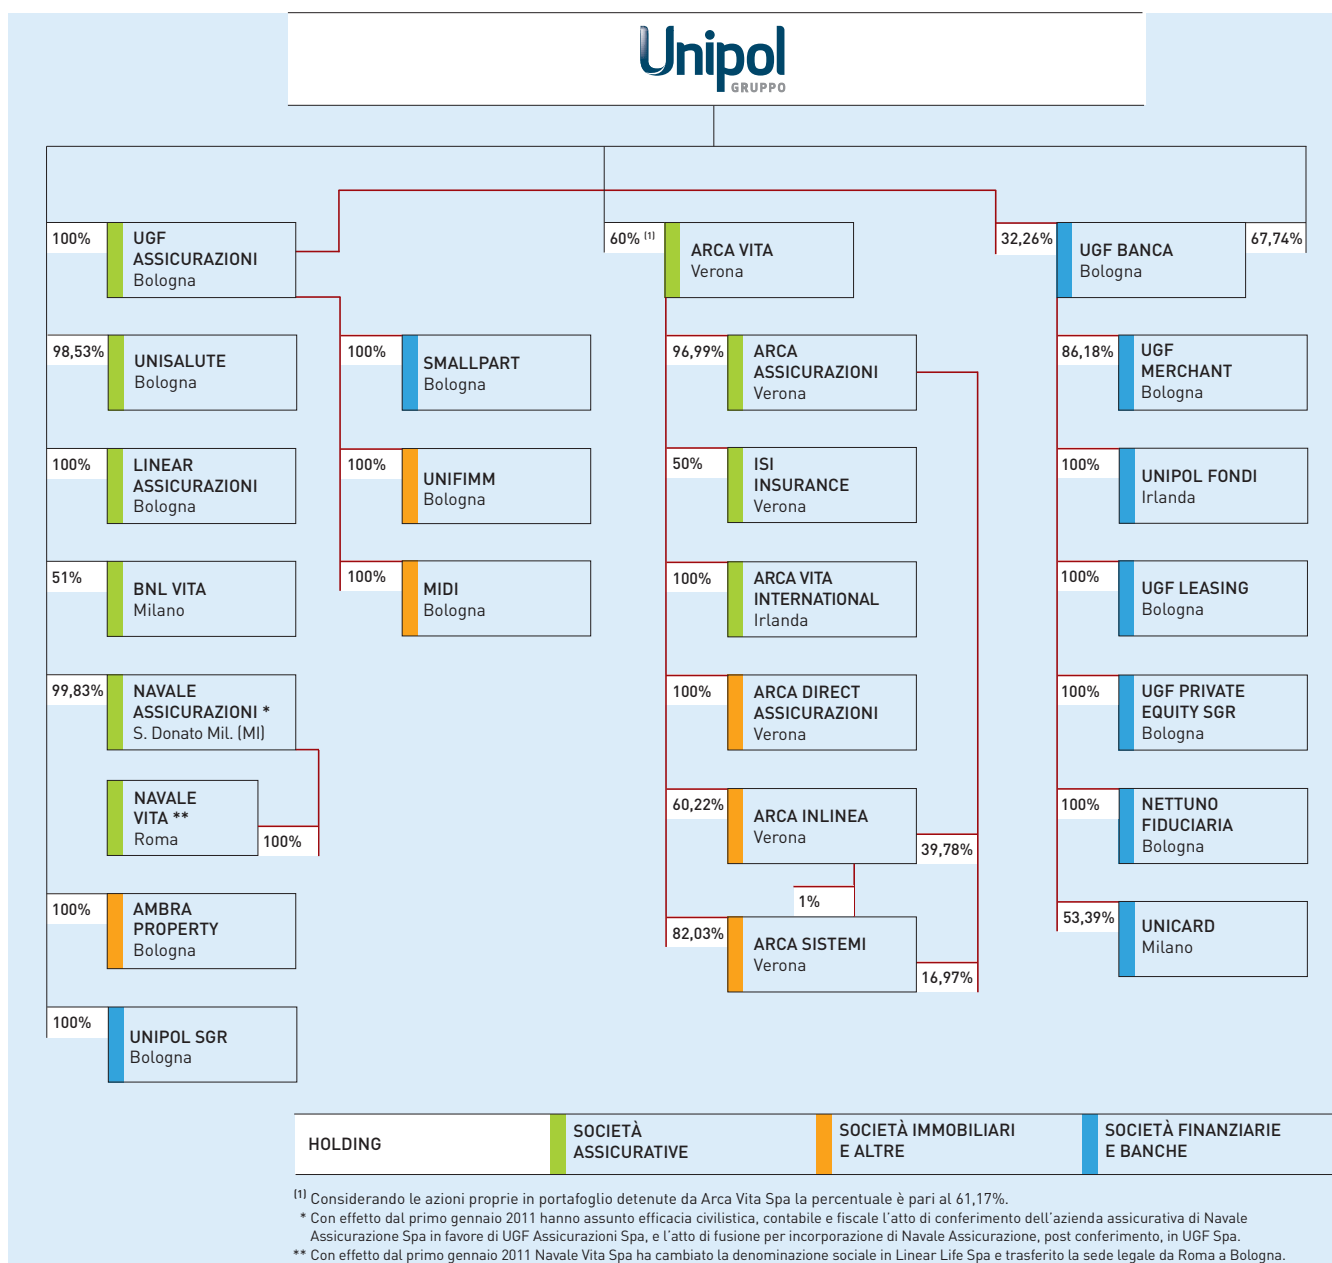 Unipol
GRUPPO
100%
UGF
ASSICURAZIONI
Bologna
60% (1)
ARCA VITA
Verona
32,26%
UGF BANCA
Bologna
67,74%
98,53%
UNISALUTE
Bologna
100%
SMALLPART
Bologna
96,99%
ARCA
ASSICURAZIONI
Verona
86,18%
UGF
MERCHANT
Bologna
100%
LINEAR
ASSICURAZIONI
Bologna
100%
UNIFIMM
Bologna
50%
ISI
INSURANCE
Verona
100%
UNIPOL FONDI
Irlanda
51%
BNL VITA
Milano
100%
MIDI
Bologna
100%
ARCA VITA
INTERNATIONAL
Irlanda
100%
UGF LEASING
Bologna
99,83%
NAVALE
ASSICURAZIONI *
S. Donato Mil. (MI)
100%
ARCA DIRECT
ASSICURAZIONI
Verona
100%
UGF PRIVATE
EQUITY SGR
Bologna
NAVALE
VITA **
Roma
100%
60,22%
ARCA INLINEA
Verona
39,78%
100%
NETTUNO
FIDUCIARIA
Bologna
1%
100%
AMBRA
PROPERTY
Bologna
82,03%
ARCA SISTEMI
Verona
16,97%
53,39%
UNICARD
Milano
100%
UNIPOL SGR
Bologna
HOLDING
SOCIETÀ
ASSICURATIVE
SOCIETÀ IMMOBILIARI
E ALTRE
SOCIETÀ FINANZIARIE
E BANCHE
(1) Considerando le azioni proprie in portafoglio detenute da Arca Vita Spa la percentuale è pari al 61,17%.
* Con effetto dal primo gennaio 2011 hanno assunto efficacia civilistica, contabile e fiscale l'atto di conferimento dell'azienda assicurativa di Navale
Assicurazione Spa in favore di UGF Assicurazioni Spa, e l'atto di fusione per incorporazione di Navale Assicurazione, post conferimento, in UGF Spa.
** Con effetto dal primo gennaio 2011 Navale Vita Spa ha cambiato la denominazione sociale in Linear Life Spa e trasferito la sede legale da Roma a Bologna.